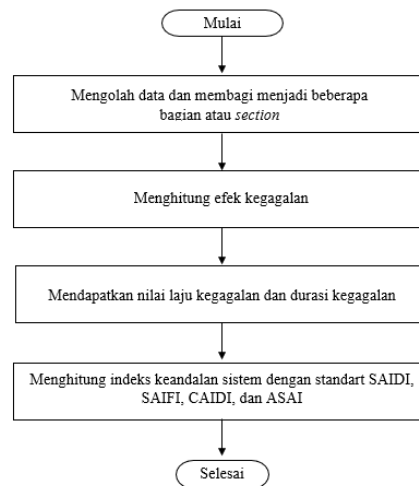 Mulai
Mengolah data dan membagi menjadi beberapa
bagian atau section
Menghitung efek kegagalan
Mendapatkan nilai laju kegagalan dan durasi kegagalan
Menghitung indeks keandalan sistem dengan standart SAIDI,
SAIFI, CAIDI, dan ASAI
Selesai